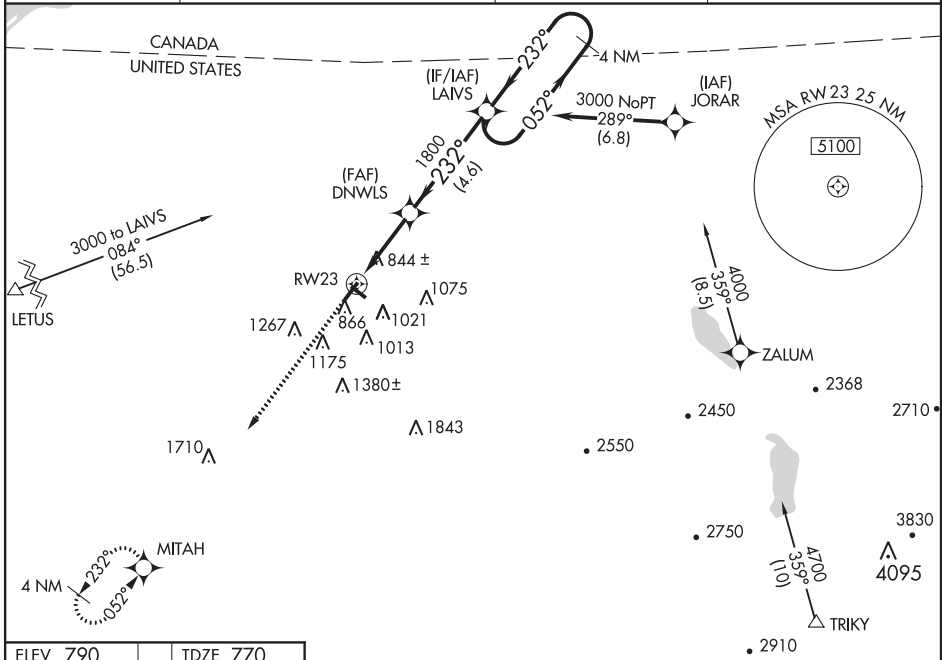 CANADA
UNITED STATES
(IF/IAF)
LAIVS
232°
052°
4 NM
3000 NoPT
289°
(6.8)
(IAF)
JORAR
MSA RW 23 25 NM
5100
1800
232°
(4.6)
(FAF)
DNWLS
3000 to LAIVS
084°
(56.5)
LETUS
RW23
844 ±
1075
866
1021
1267
1175
1013
1380±
1843
1710
4000
359°
(8.5)
ZALUM
2368
2450
2710
2550
2750
3830
4095
4700
359°
(10)
TRIKY
2910
MITAH
4 NM
232°
052°
ELEV 790
TDZE 770